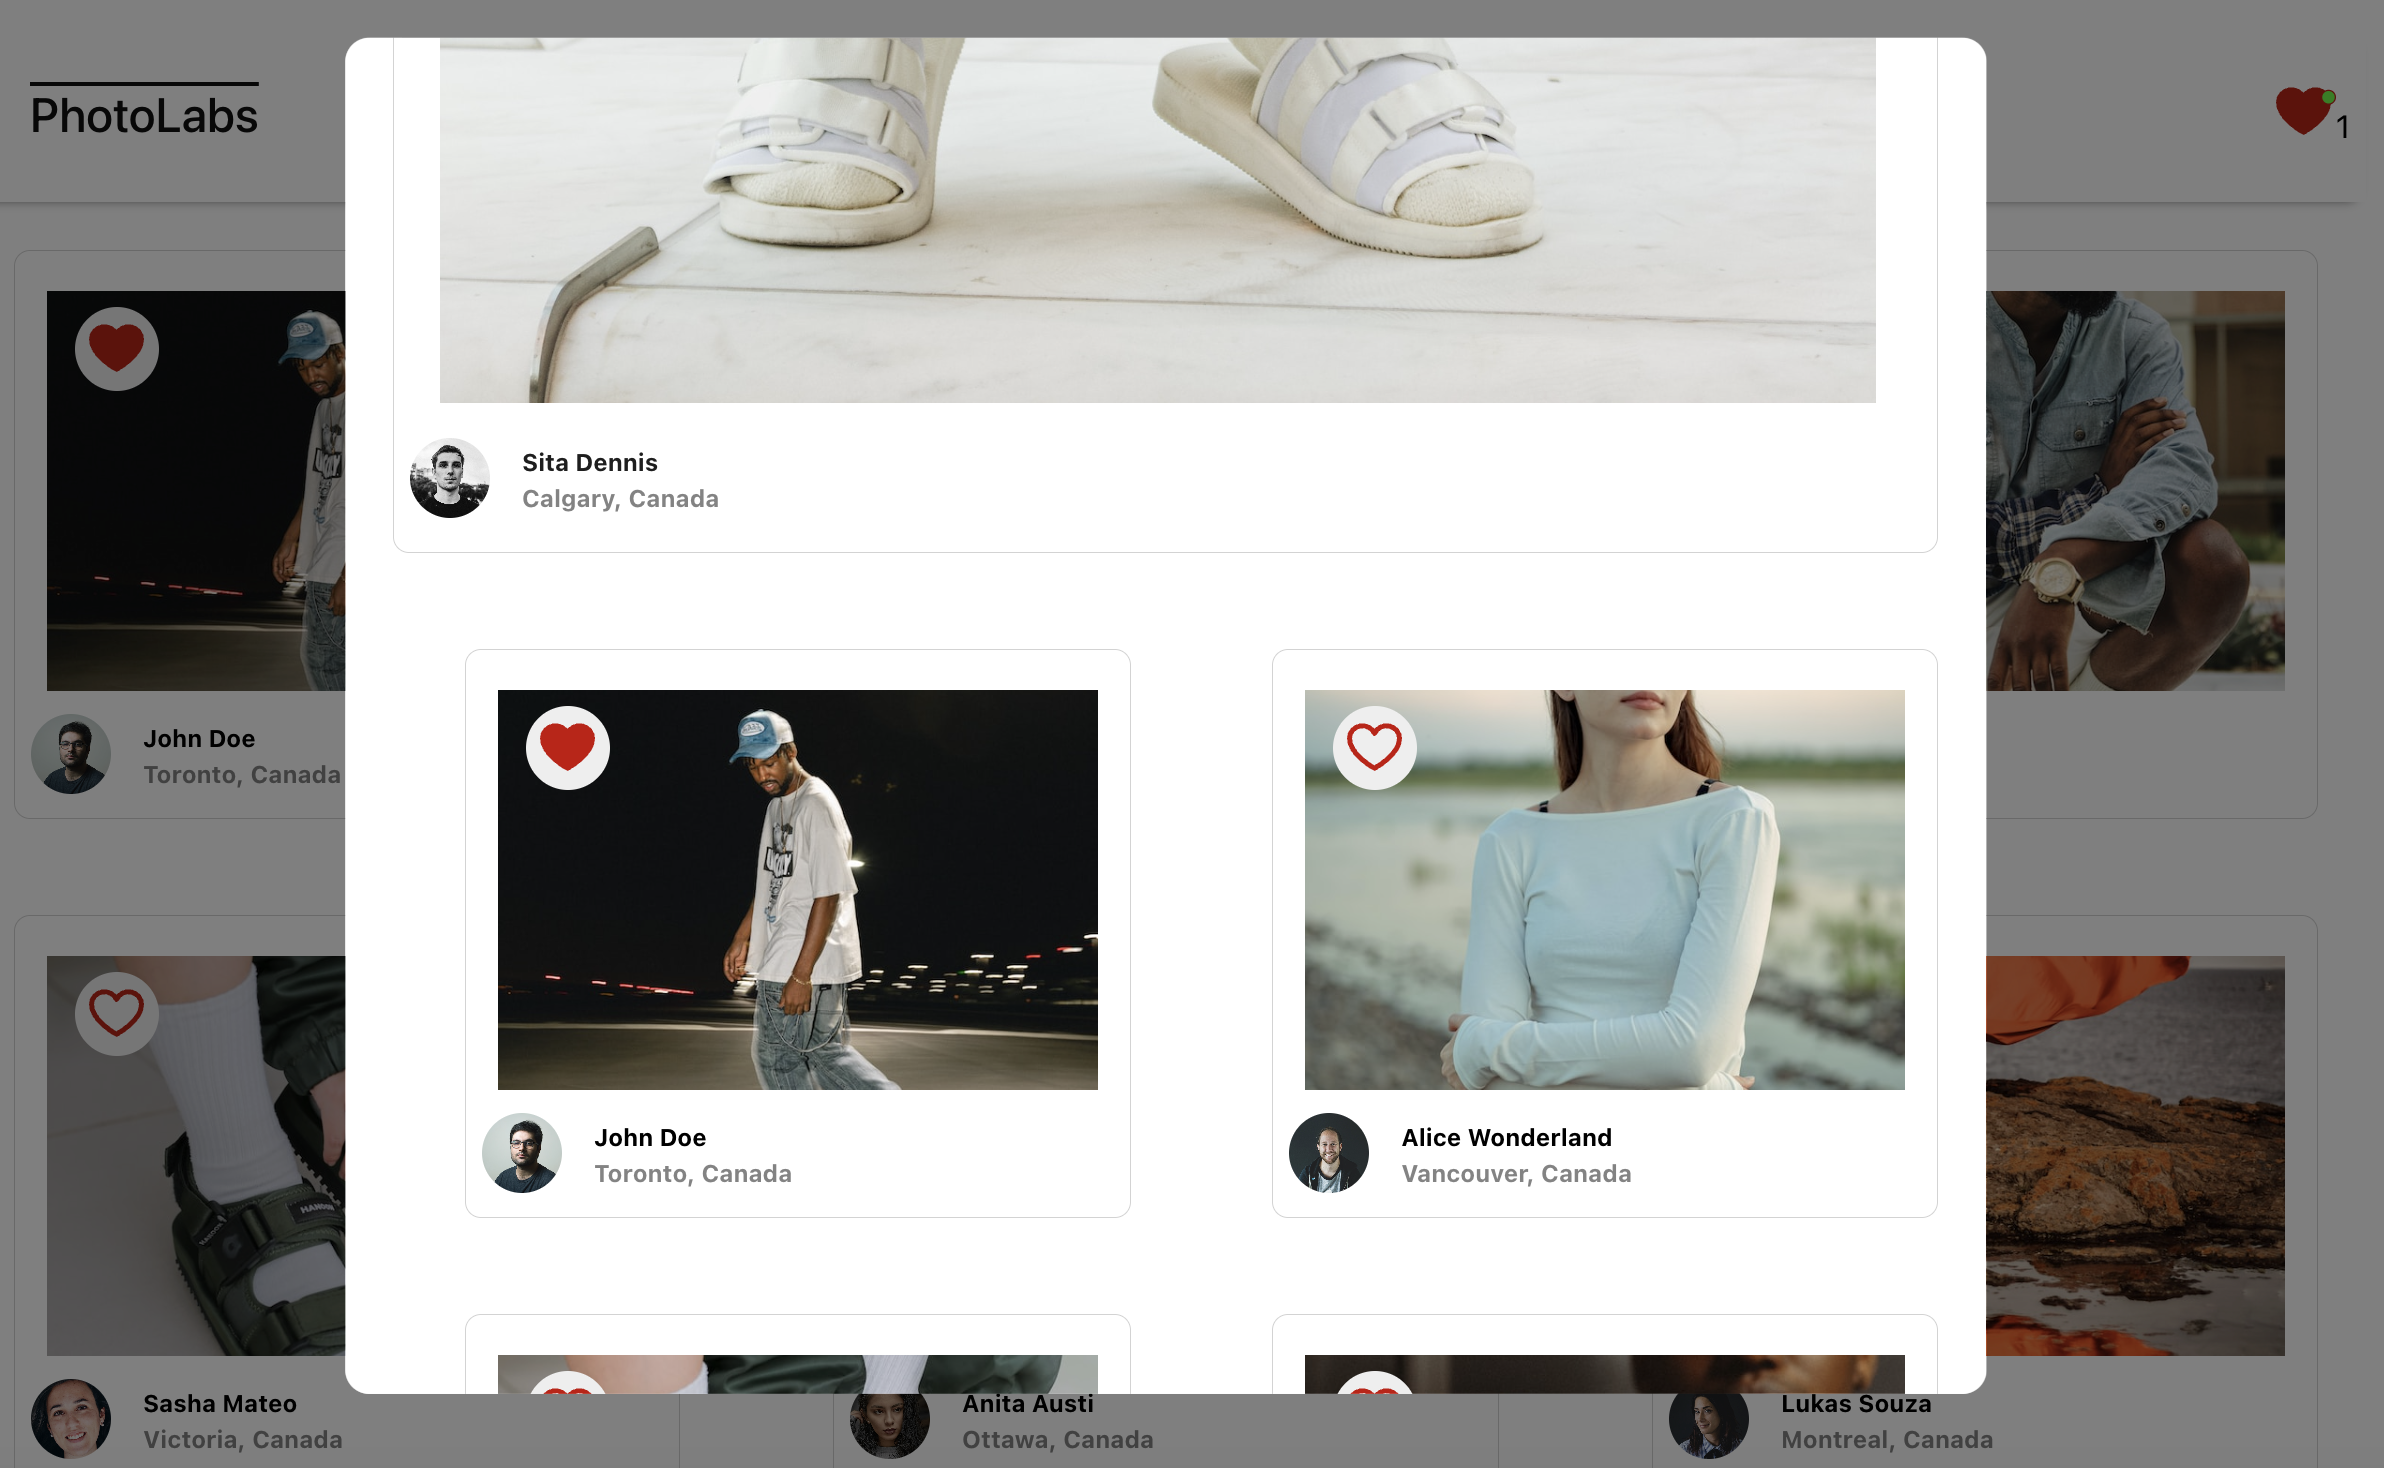 PhotoLabs
1
Sita Dennis
Calgary, Canada
John Doe
Toronto, Canada
John Doe
Toronto, Canada
Alice Wonderland
Vancouver, Canada
Sasha Mateo
Victoria, Canada
Anita Austi
Ottawa, Canada
Lukas Souza
Montreal, Canada